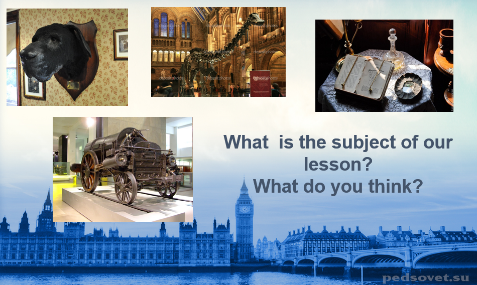 What is the subject of our
lesson?
What do you think?
pedsovet.su